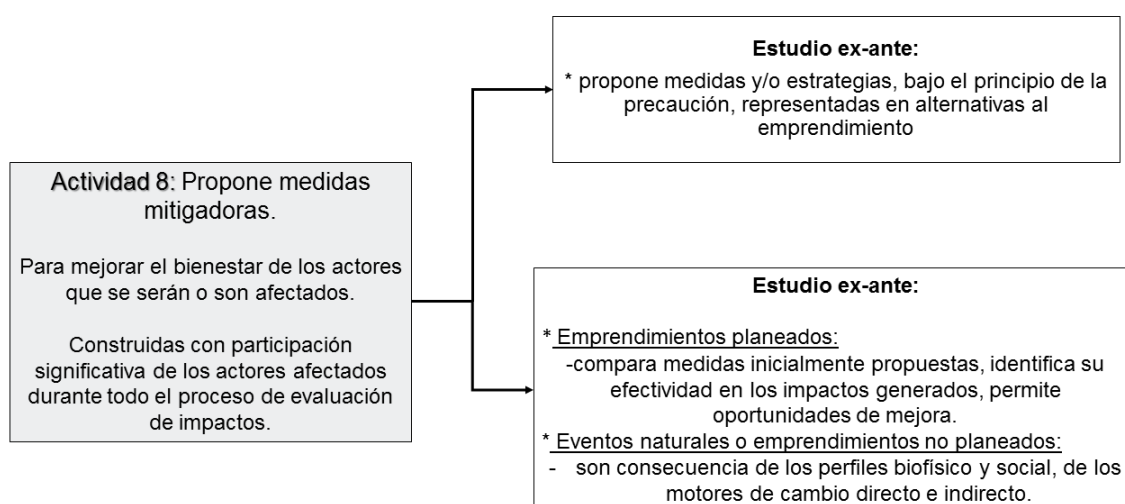 Actividad 8: Propone medidas
mitigadoras.
Para mejorar el bienestar de los actores
que se serán o son afectados.
Construidas con participación
significativa de los actores afectados
durante todo el proceso de evaluación
de impactos.
Estudio ex-ante:
* propone medidas y/o estrategias, bajo el principio de la
precaución, representadas en alternativas al
emprendimiento
Estudio ex-ante:
* Emprendimientos planeados:
-compara medidas inicialmente propuestas, identifica su
efectividad en los impactos generados, permite
oportunidades de mejora.
* Eventos naturales o emprendimientos no planeados:
- son consecuencia de los perfiles biofísico y social, de los
motores de cambio directo e indirecto.